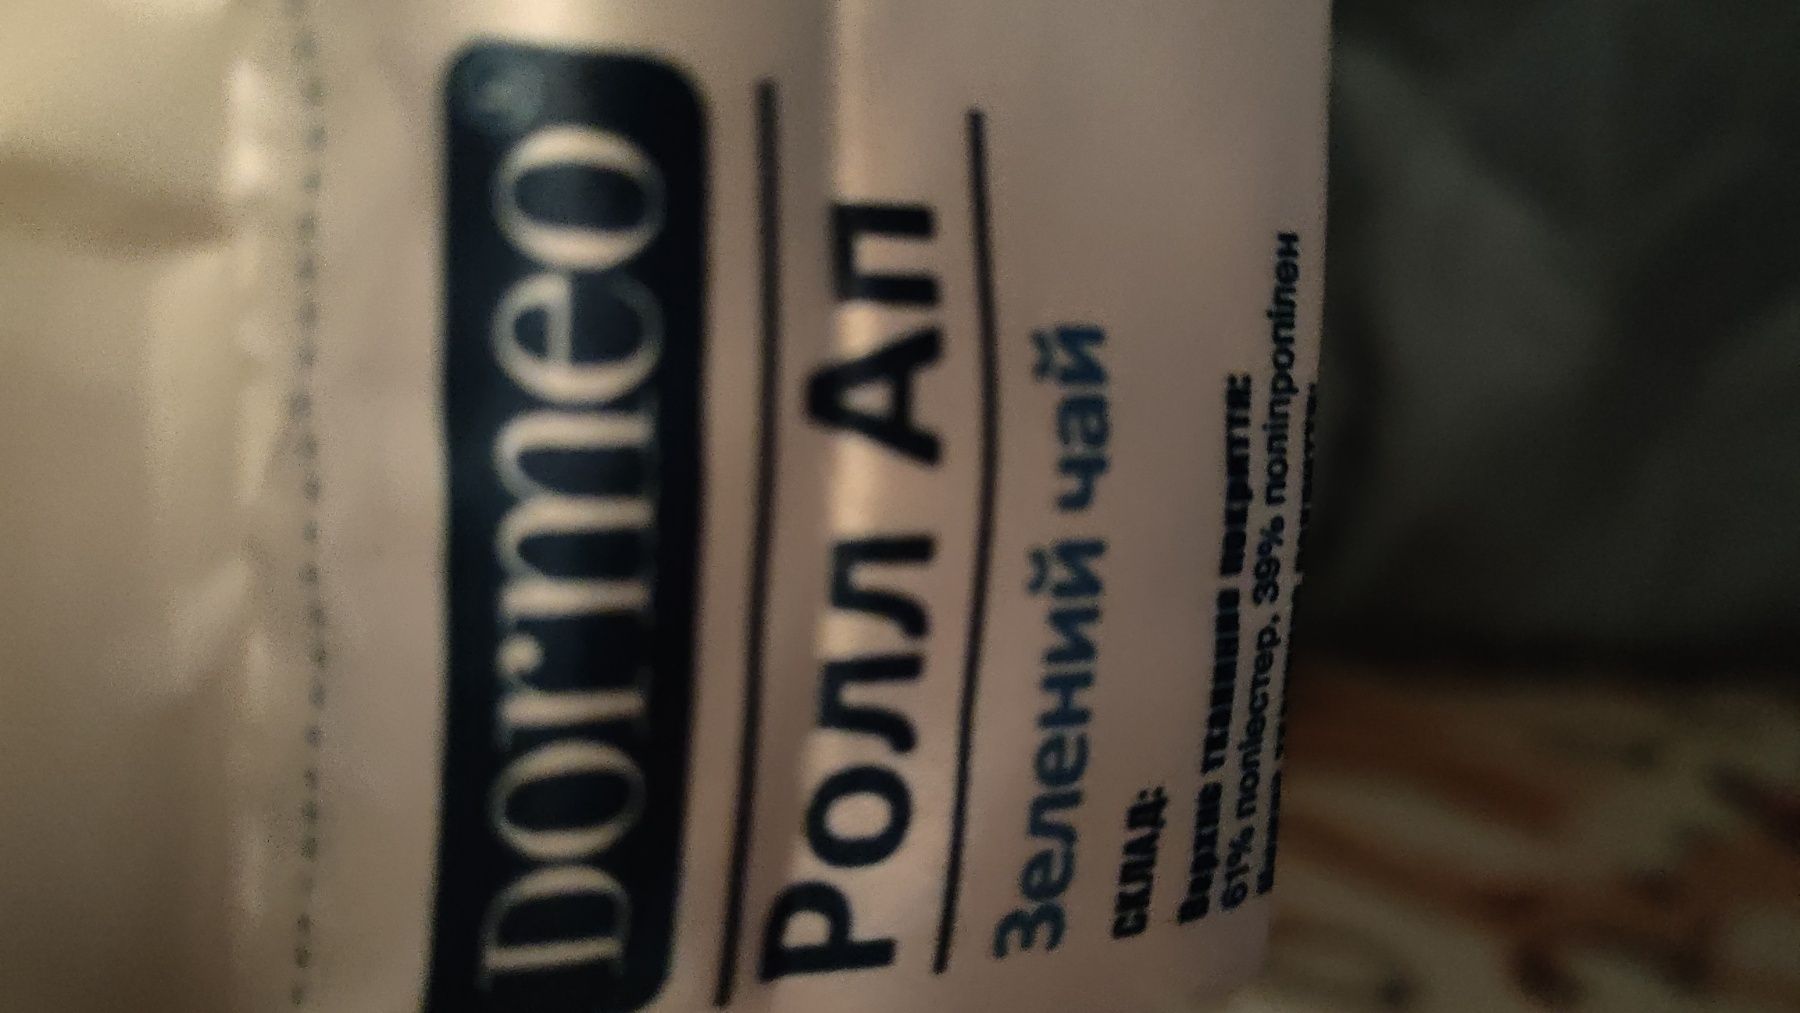 Dormeo
Ролл Ап
Зелений чай
СКЛАД:
Верхнє тканинне покриття:
61% поліестер, 39% поліпропілен